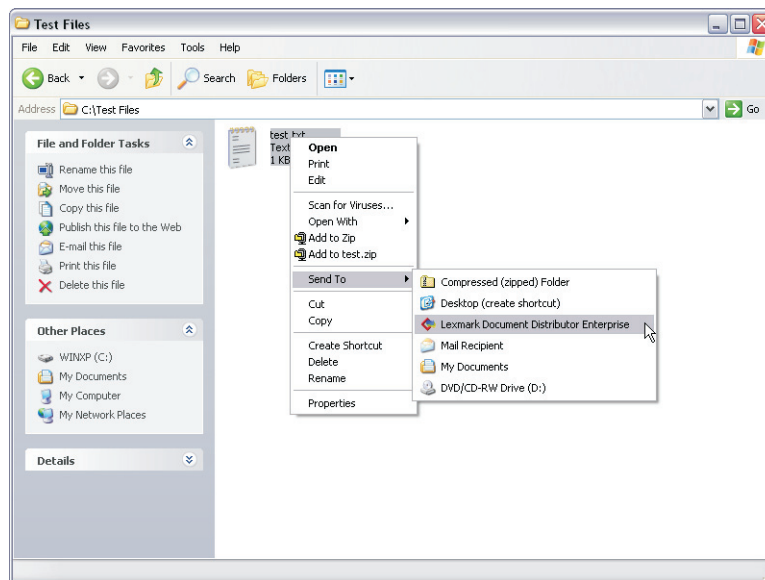 Test Files
File Edit View Favorites Tools Help
Back Search Folders
Address C:\Test Files Go
File and Folder Tasks
Rename this file
Move this file
Copy this file
Publish this file to the Web
E-mail this file
Print this file
Delete this file
Other Places
WINXP (C:)
My Documents
My Computer
My Network Places
Details
test.txt
Text
1 KB
Open
Print
Edit
Scan for Viruses...
Open With
Add to Zip
Add to test.zip
Send To
Cut
Copy
Create Shortcut
Delete
Rename
Properties
Compressed (zipped) Folder
Desktop (create shortcut)
Lexmark Document Distributor Enterprise
Mail Recipient
My Documents
DVD/CD-RW Drive (D:)